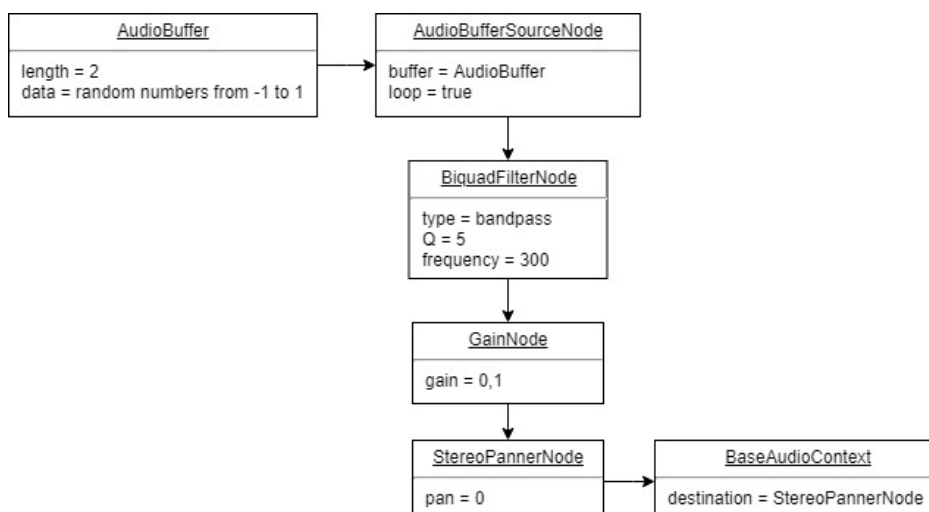 AudioBuffer
length = 2
data = random numbers from -1 to 1
AudioBufferSourceNode
buffer = AudioBuffer
loop = true
BiquadFilterNode
type = bandpass
Q = 5
frequency = 300
GainNode
gain = 0,1
StereoPannerNode
pan = 0
BaseAudioContext
destination = StereoPannerNode